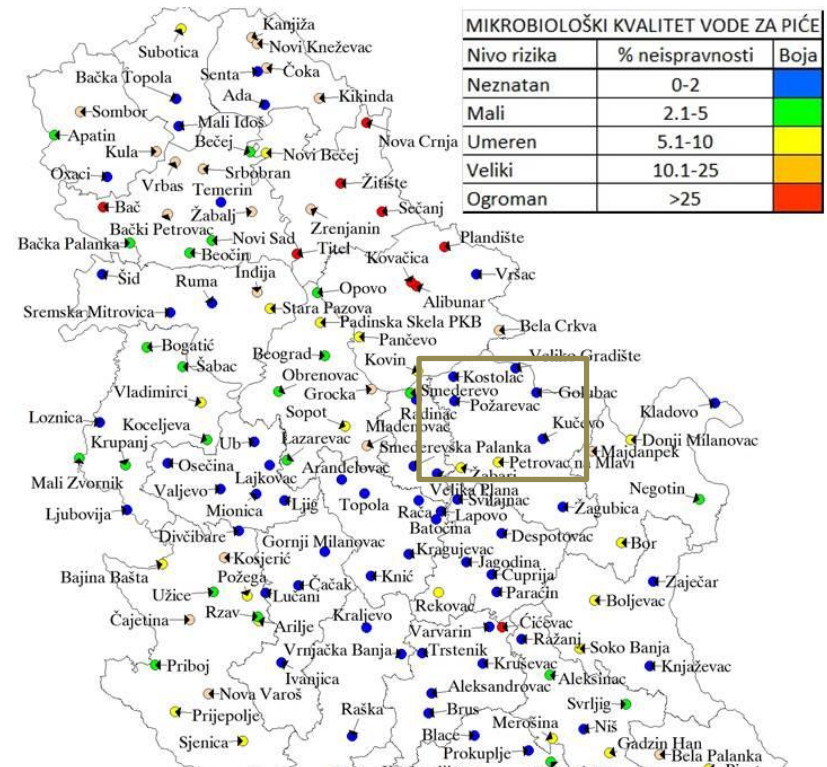 MIKROBIOLOŠKI KVALITET VODE ZA PIĆE
Nivo rizika % neispravnosti Boja
Neznatan 0-2
Mali 2.1-5
Umeren 5.1-10
Veliki 10.1-25
Ogroman >25
Kanjiža
Subotica
Novi Kneževac
Bačka Topola
Senta
Čoka
Ada
Kikinda
Sombor
Mali Idoš
Apatin
Nova Crnja
Kula
Bečej
Novi Bečej
Oxaci
Vrbas
Srbobran
Temerin
Žitište
Bač
Žabalj
Sečanj
Bački Petrovac
Zrenjanin
Bačka Palanka
Novi Sad
Plandište
Beočin
Titel
Kovačica
Šid
Ruma
Inđija
Vršac
Opovo
Alibunar
Sremska Mitrovica
Stara Pazova
Padinska Skela PKB
Bela Crkva
Bogatić
Pančevo
Beograd
Kovin
Veliko Gradište
Šabac
Obrenovac
Kostolac
Vladimirci
Grocka
Smederevo
Golubac
Radinac
Požarevac
Loznica
Koceljeva
Sopot
Mladenovac
Kučevo
Kladovo
Krupanj
Ub
Lazarevac
Smederevska Palanka
Donji Milanovac
Majdanpek
Osečina
Aranđelovac
Petrovac na Mlavi
Mali Zvornik
Lajkovac
Žabari
Valjevo
Velika Plana
Negotin
Ljubovija
Mionica
Ljig
Topola
Rača
Svilajnac
Lapovo
Žagubica
Batočina
Divčibare
Gornji Milanovac
Despotovac
Bor
Kosjerić
Kragujevac
Bajina Bašta
Požega
Jagodina
Čačak
Knić
Ćuprija
Zaječar
Užice
Lučani
Paraćin
Rekovac
Boljevac
Čajetina
Rzav
Arilje
Kraljevo
Varvarin
Ćićevac
Ražanj
Vrnjačka Banja
Trstenik
Soko Banja
Priboj
Ivanjica
Kruševac
Knjaževac
Aleksinac
Nova Varoš
Aleksandrovac
Svrljig
Prijepolje
Raška
Brus
Merošina
Niš
Sjenica
Blace
Gadzin Han
Prokuplje
Bela Palanka